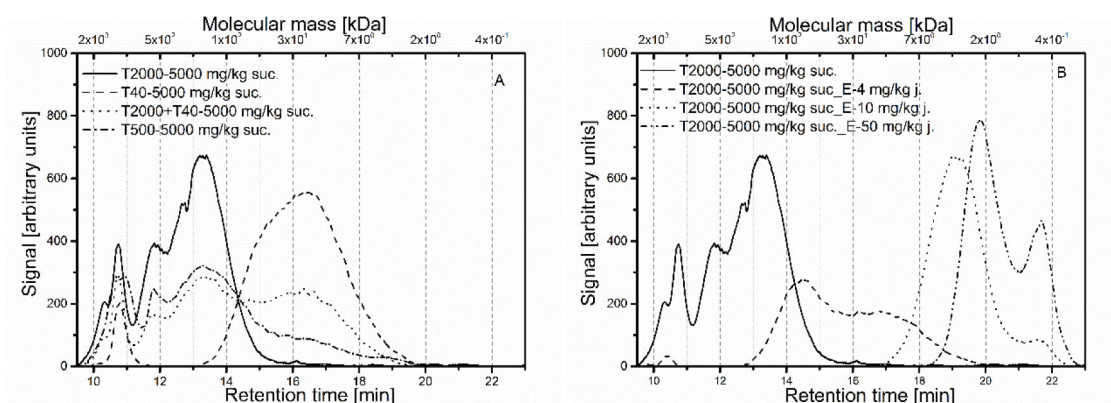 Molecular mass [kDa]
2x10³ 5x10² 1x10² 3x10¹ 7x10⁰ 2x10⁰ 4x10⁻¹
1000
800
600
400
200
0
Signal [arbitrary units]
T2000-5000 mg/kg suc.
T40-5000 mg/kg suc.
T2000+T40-5000 mg/kg suc.
T500-5000 mg/kg suc.
A
10 12 14 16 18 20 22
Retention time [min]
Molecular mass [kDa]
2x10³ 5x10² 1x10² 3x10¹ 7x10⁰ 2x10⁰ 4x10⁻¹
1000
800
600
400
200
0
Signal [arbitrary units]
T2000-5000 mg/kg suc.
T2000-5000 mg/kg suc_E-4 mg/kg j.
T2000-5000 mg/kg suc_E-10 mg/kg j.
T2000-5000 mg/kg suc._E-50 mg/kg j.
B
10 12 14 16 18 20 22
Retention time [min]